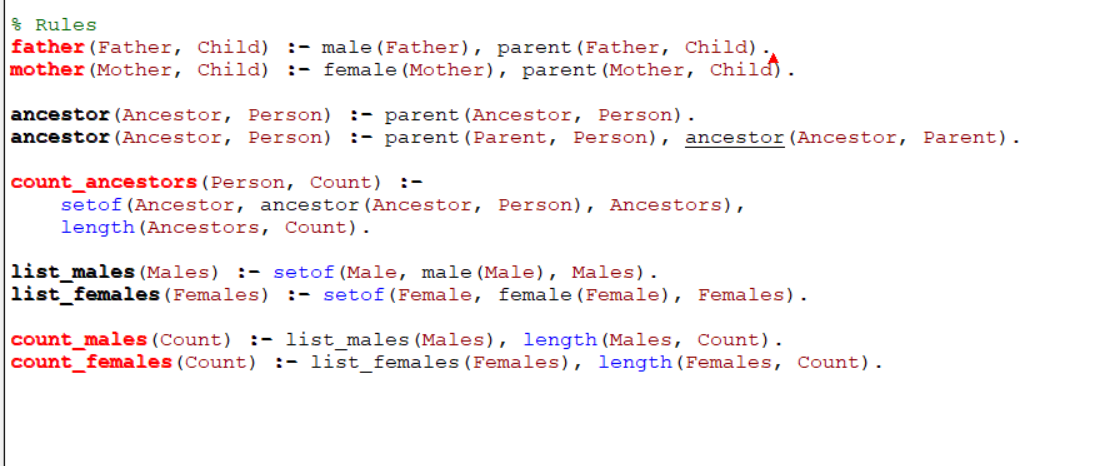 % Rules
father(Father, Child) :- male(Father), parent(Father, Child).
mother(Mother, Child) :- female(Mother), parent(Mother, Child).
ancestor(Ancestor, Person) :- parent(Ancestor, Person).
ancestor(Ancestor, Person) :- parent(Parent, Person), ancestor(Ancestor, Parent).
count_ancestors(Person, Count) :-
    setof(Ancestor, ancestor(Ancestor, Person), Ancestors),
    length(Ancestors, Count).
list_males(Males) :- setof(Male, male(Male), Males).
list_females(Females) :- setof(Female, female(Female), Females).
count_males(Count) :- list_males(Males), length(Males, Count).
count_females(Count) :- list_females(Females), length(Females, Count).